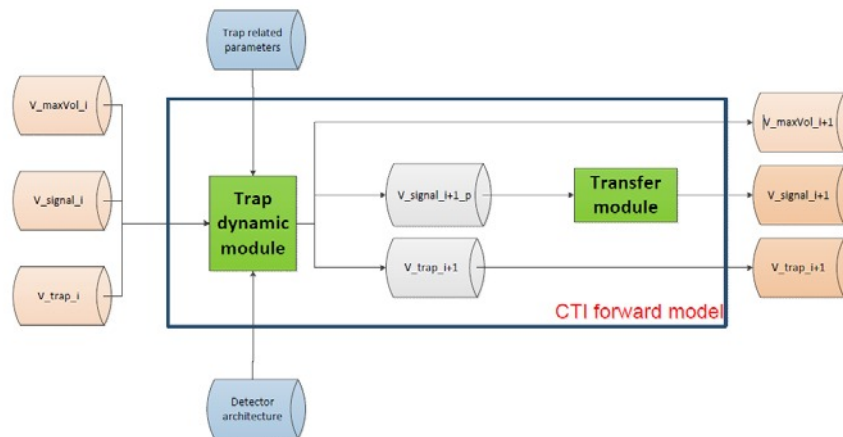 Trap related
parameters
V_maxVol_i
V_maxVol_i+1
V_signal_i
Trap
dynamic
module
V_signal_i+1_p
Transfer
module
V_signal_i+1
V_trap_i
V_trap_i+1
V_trap_i+1
CTI forward model
Detector
architecture